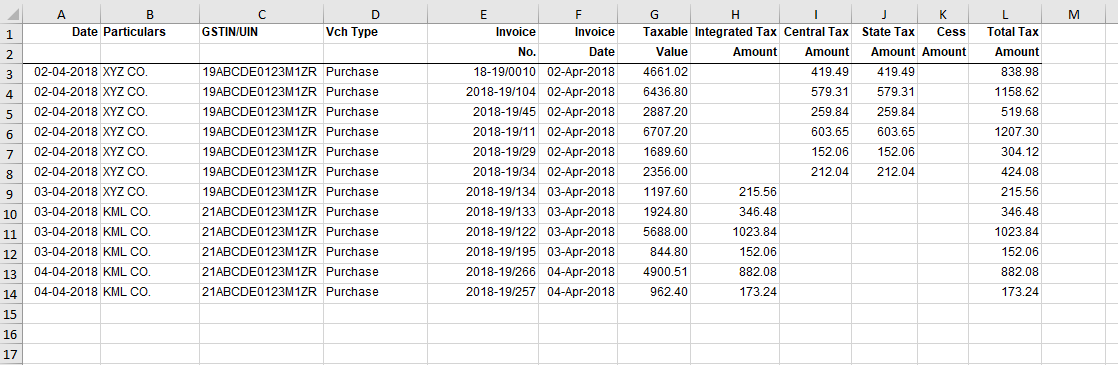 A B C D E F G H I J K L M
1 Date Particulars GSTIN/UIN Vch Type Invoice Invoice Taxable Integrated Tax Central Tax State Tax Cess Total Tax
2 No. Date Value Amount Amount Amount Amount Amount
3 02-04-2018 XYZ CO. 19ABCDE0123M1ZR Purchase 18-19/0010 02-Apr-2018 4661.02 419.49 419.49 838.98
4 02-04-2018 XYZ CO. 19ABCDE0123M1ZR Purchase 2018-19/104 02-Apr-2018 6436.80 579.31 579.31 1158.62
5 02-04-2018 XYZ CO. 19ABCDE0123M1ZR Purchase 2018-19/45 02-Apr-2018 2887.20 259.84 259.84 519.68
6 02-04-2018 XYZ CO. 19ABCDE0123M1ZR Purchase 2018-19/11 02-Apr-2018 6707.20 603.65 603.65 1207.30
7 02-04-2018 XYZ CO. 19ABCDE0123M1ZR Purchase 2018-19/29 02-Apr-2018 1689.60 152.06 152.06 304.12
8 02-04-2018 XYZ CO. 19ABCDE0123M1ZR Purchase 2018-19/34 02-Apr-2018 2356.00 212.04 212.04 424.08
9 03-04-2018 XYZ CO. 19ABCDE0123M1ZR Purchase 2018-19/134 03-Apr-2018 1197.60 215.56 215.56
10 03-04-2018 KML CO. 21ABCDE0123M1ZR Purchase 2018-19/133 03-Apr-2018 1924.80 346.48 346.48
11 03-04-2018 KML CO. 21ABCDE0123M1ZR Purchase 2018-19/122 03-Apr-2018 5688.00 1023.84 1023.84
12 03-04-2018 KML CO. 21ABCDE0123M1ZR Purchase 2018-19/195 03-Apr-2018 844.80 152.06 152.06
13 04-04-2018 KML CO. 21ABCDE0123M1ZR Purchase 2018-19/266 04-Apr-2018 4900.51 882.08 882.08
14 04-04-2018 KML CO. 21ABCDE0123M1ZR Purchase 2018-19/257 04-Apr-2018 962.40 173.24 173.24
15
16
17